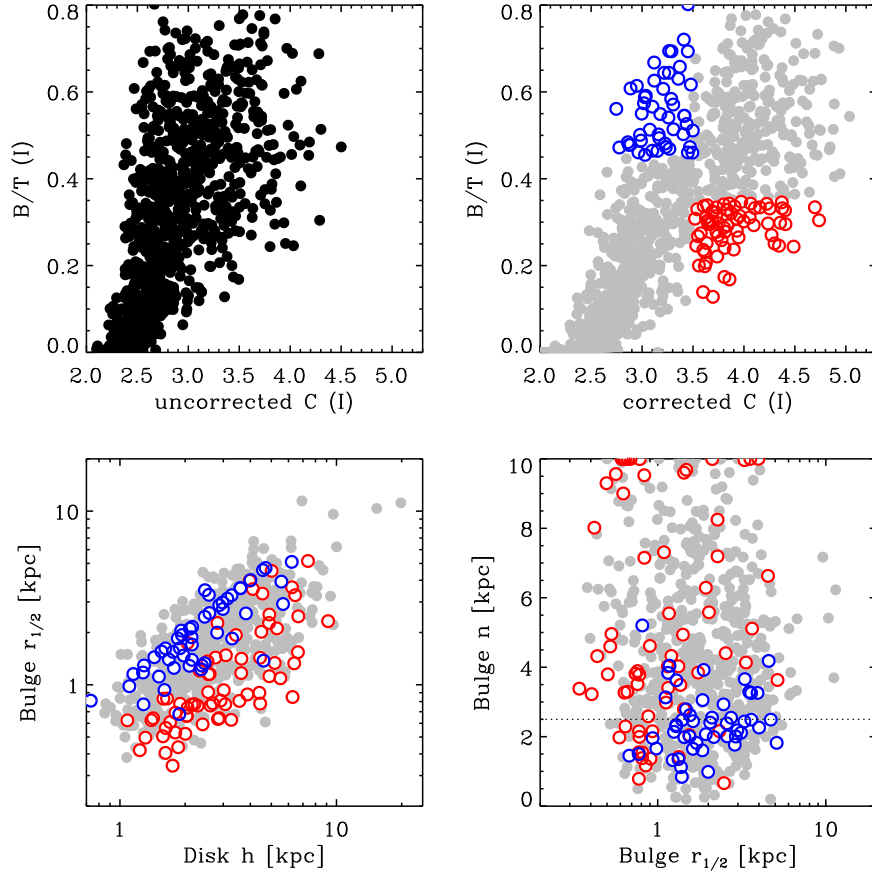 0.8
0.6
0.4
0.2
0.0
B/T (I)
2.0 2.5 3.0 3.5 4.0 4.5 5.0
uncorrected C (I)
0.8
0.6
0.4
0.2
0.0
B/T (I)
2.0 2.5 3.0 3.5 4.0 4.5 5.0
corrected C (I)
10
1
Bulge r1/2 [kpc]
1 10
Disk h [kpc]
10
8
6
4
2
0
Bulge n [kpc]
1 10
Bulge r1/2 [kpc]